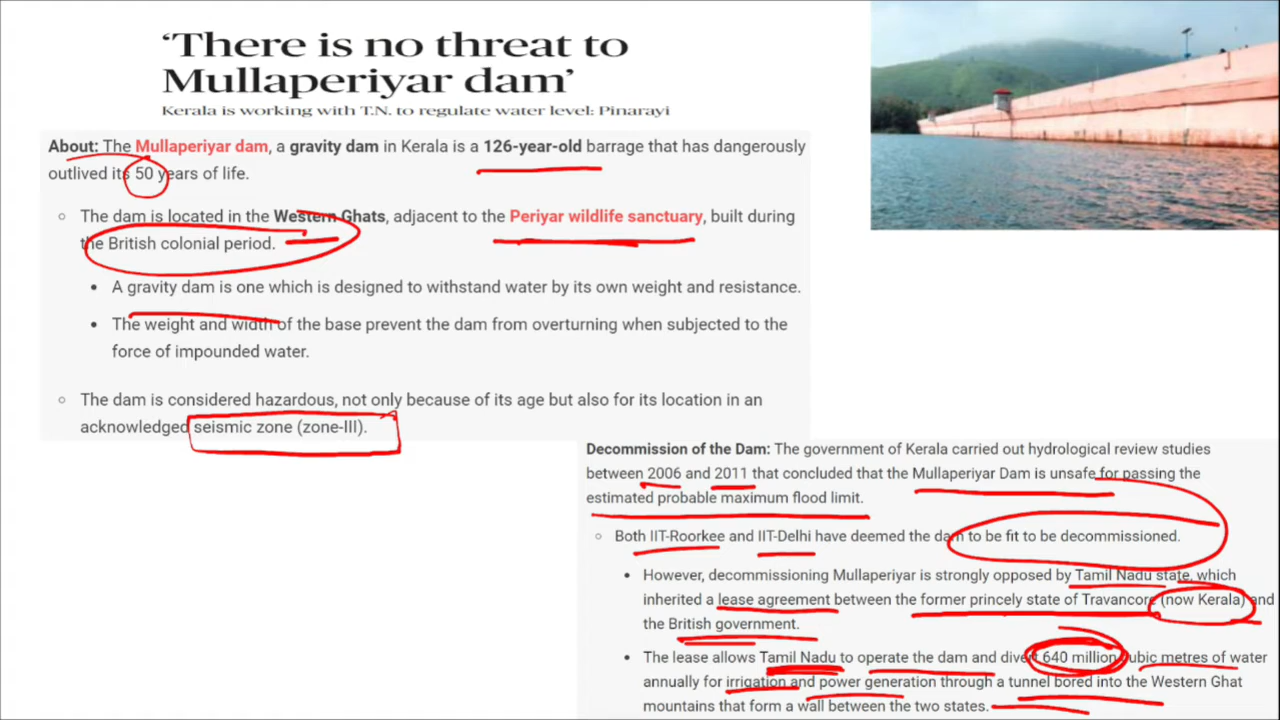 ‘There is no threat to
Mullaperiyar dam’
Kerala is working with T.N. to regulate water level: Pinarayi
About: The Mullaperiyar dam, a gravity dam in Kerala is a 126-year-old barrage that has dangerously
outlived its 50 years of life.
The dam is located in the Western Ghats, adjacent to the Periyar wildlife sanctuary, built during
the British colonial period.
A gravity dam is one which is designed to withstand water by its own weight and resistance.
The weight and width of the base prevent the dam from overturning when subjected to the
force of impounded water.
The dam is considered hazardous, not only because of its age but also for its location in an
acknowledged seismic zone (zone-III).
Decommission of the Dam: The government of Kerala carried out hydrological review studies
between 2006 and 2011 that concluded that the Mullaperiyar Dam is unsafe for passing the
estimated probable maximum flood limit.
Both IIT-Roorkee and IIT-Delhi have deemed the dam to be fit to be decommissioned.
However, decommissioning Mullaperiyar is strongly opposed by Tamil Nadu state, which
inherited a lease agreement between the former princely state of Travancore (now Kerala) and
the British government.
The lease allows Tamil Nadu to operate the dam and divert 640 million cubic metres of water
annually for irrigation and power generation through a tunnel bored into the Western Ghat
mountains that form a wall between the two states.